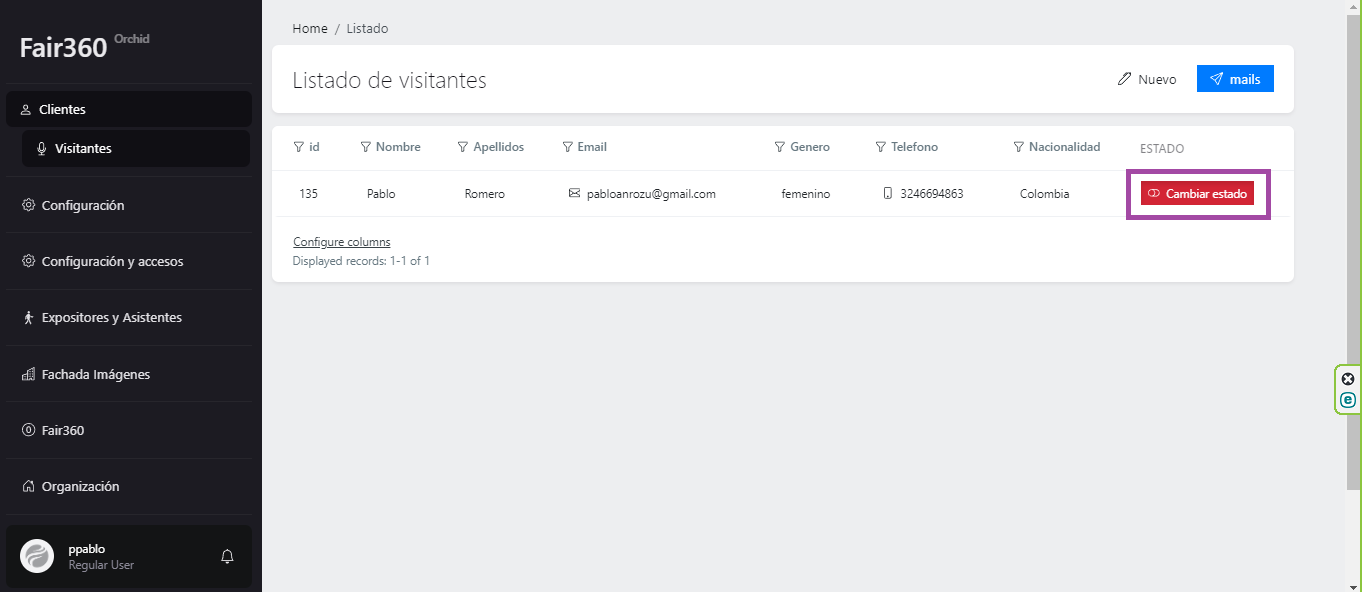 Fair360 Orchid
Clientes
Visitantes
Configuración
Configuración y accesos
Expositores y Asistentes
Fachada Imágenes
Fair360
Organización
ppablo
Regular User
Home / Listado
Listado de visitantes
Nuevo
mails
id Nombre Apellidos Email Genero Telefono Nacionalidad ESTADO
135 Pablo Romero pabloanrozu@gmail.com femenino 3246694863 Colombia Cambiar estado
Configure columns
Displayed records: 1-1 of 1